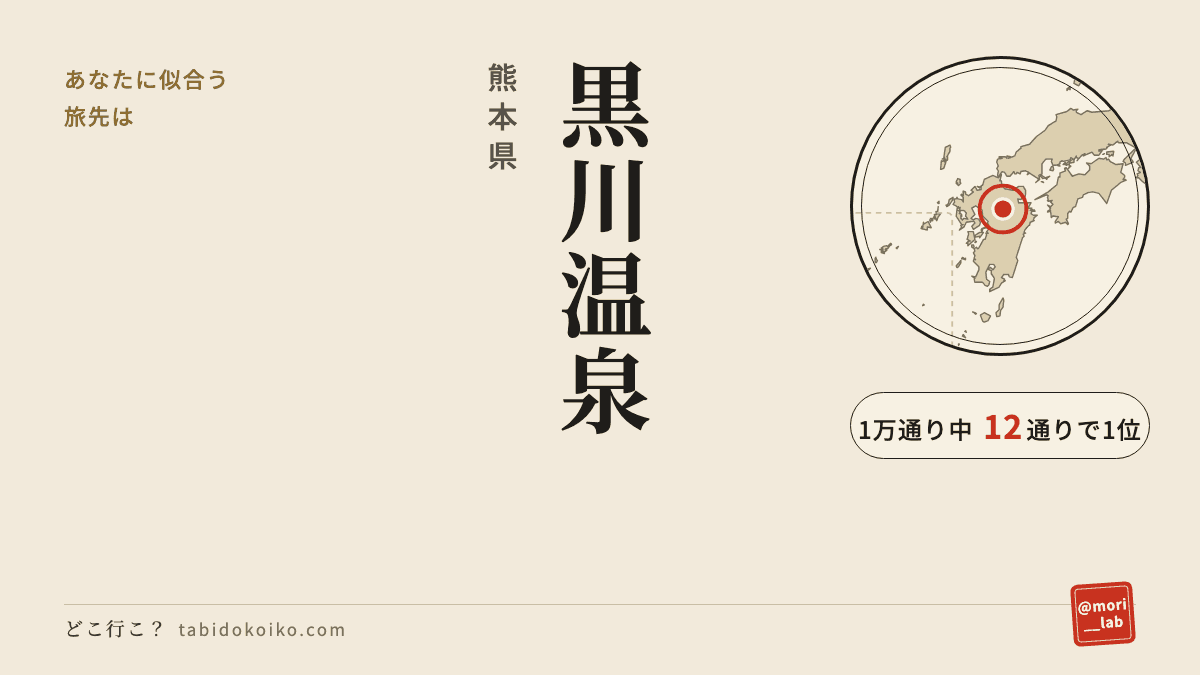 あなたに似合う
旅先は
黒川温泉
熊本県
1万通り中 12通りで1位
どこ行こ？ tabidokoiko.com
@mori
__lab